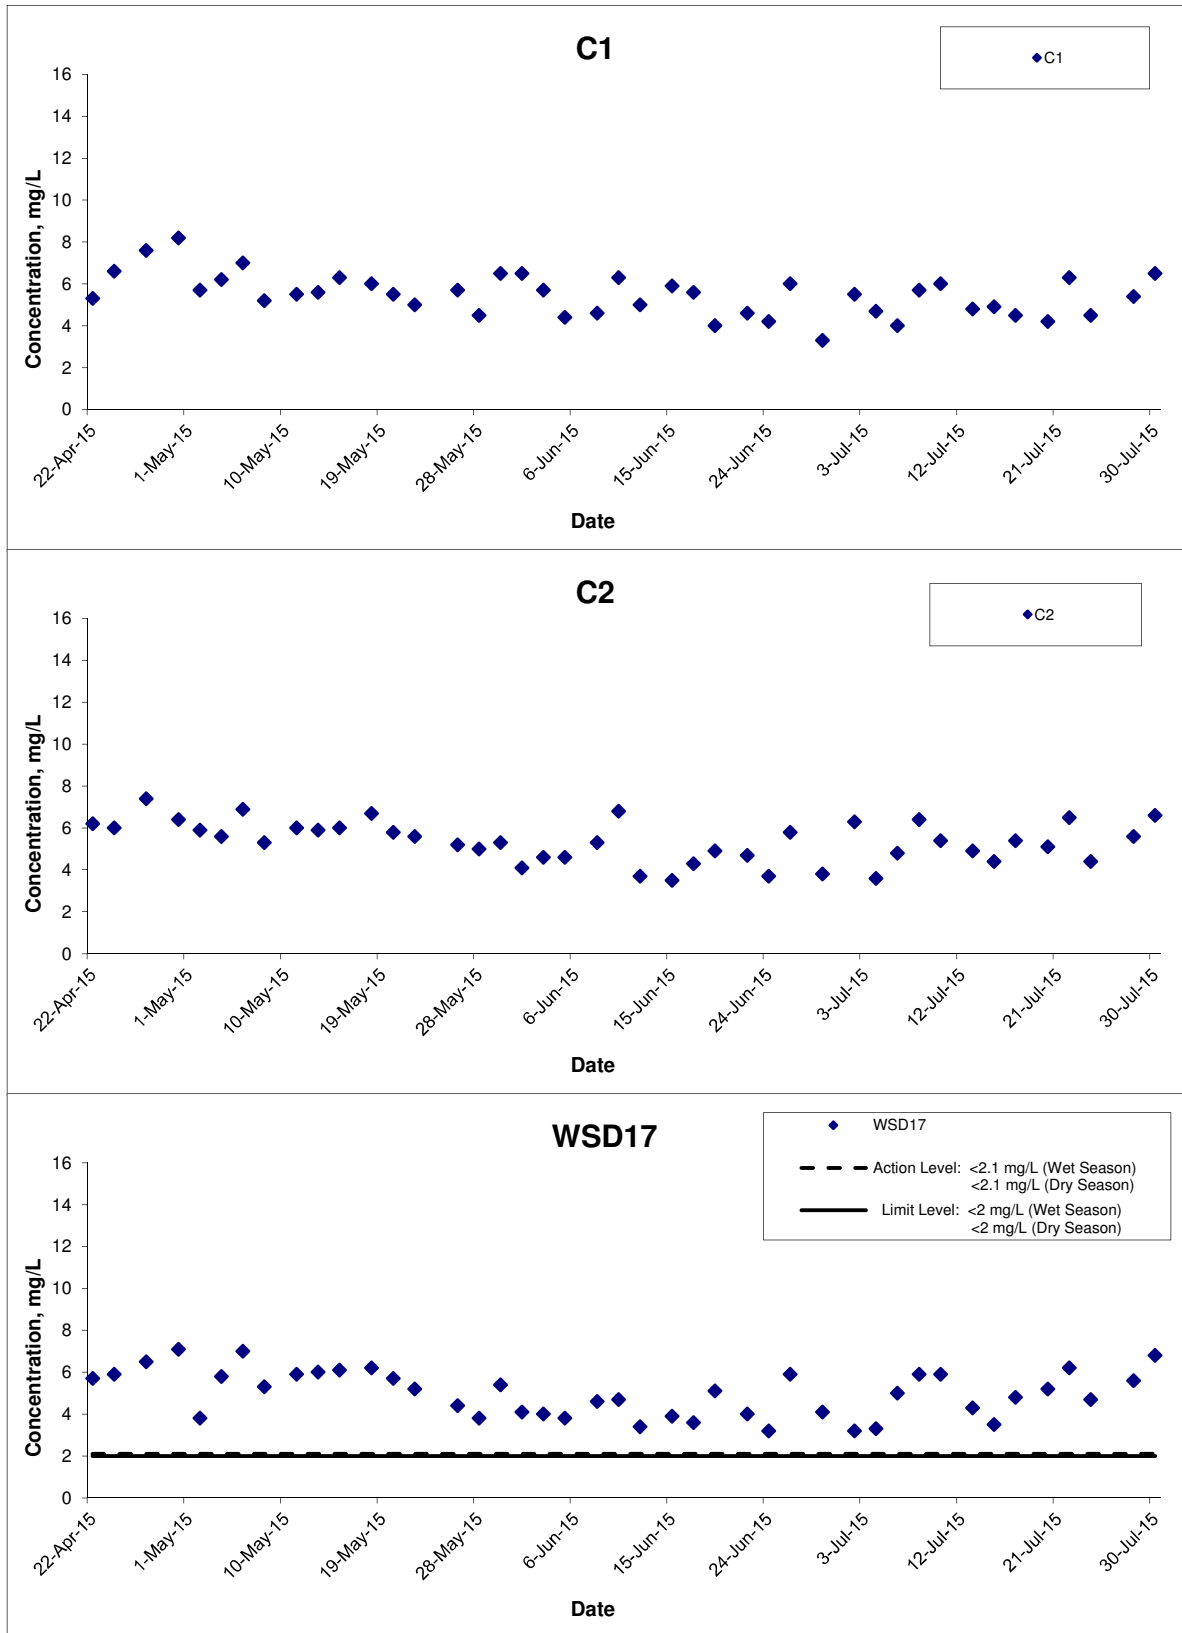 C1
C1
16
14
12
10
8
6
4
2
0
Concentration, mg/L
22-Apr-15
1-May-15
10-May-15
19-May-15
28-May-15
6-Jun-15
15-Jun-15
24-Jun-15
3-Jul-15
12-Jul-15
21-Jul-15
30-Jul-15
Date
C2
C2
16
14
12
10
8
6
4
2
0
Concentration, mg/L
22-Apr-15
1-May-15
10-May-15
19-May-15
28-May-15
6-Jun-15
15-Jun-15
24-Jun-15
3-Jul-15
12-Jul-15
21-Jul-15
30-Jul-15
Date
WSD17
WSD17
Action Level: <2.1 mg/L (Wet Season)
<2.1 mg/L (Dry Season)
Limit Level: <2 mg/L (Wet Season)
<2 mg/L (Dry Season)
16
14
12
10
8
6
4
2
0
Concentration, mg/L
22-Apr-15
1-May-15
10-May-15
19-May-15
28-May-15
6-Jun-15
15-Jun-15
24-Jun-15
3-Jul-15
12-Jul-15
21-Jul-15
30-Jul-15
Date